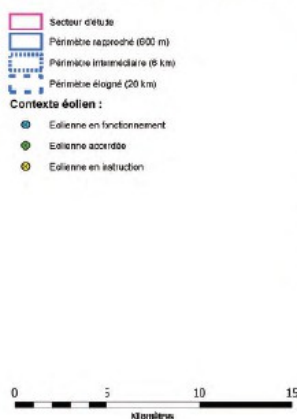 Secteur d'étude
Périmètre rapproché (600 m)
Périmètre intermédiaire (6 km)
Périmètre éloigné (20 km)
Contexte éolien :
Eolienne en fonctionnement
Eolienne accordée
Eolienne en instruction
0 5 10 15
Kilomètres